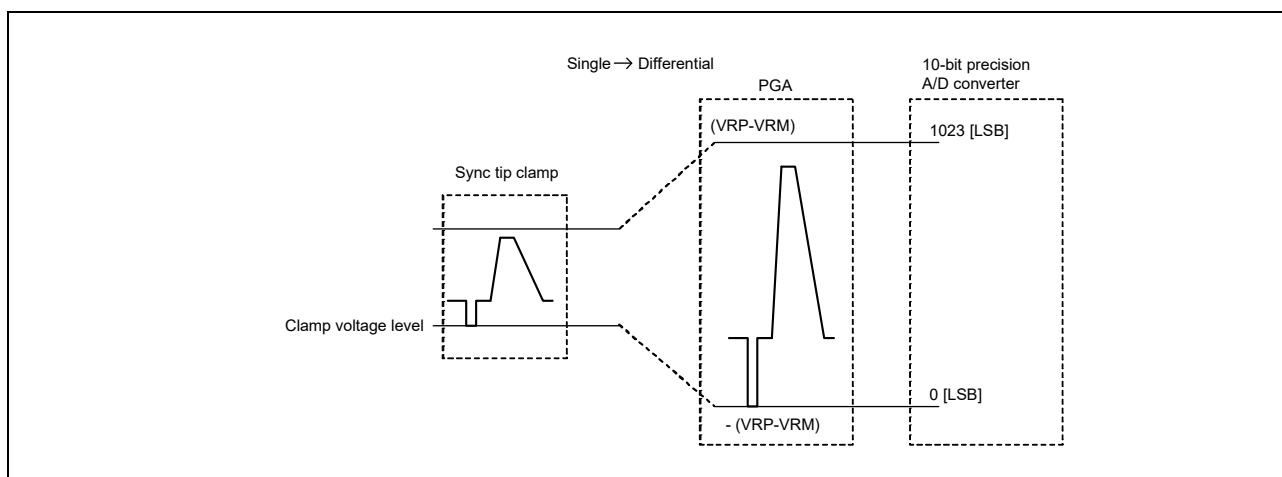 Single → Differential
10-bit precision
A/D converter
PGA
(VRP-VRM)
1023 [LSB]
Sync tip clamp
Clamp voltage level
0 [LSB]
- (VRP-VRM)